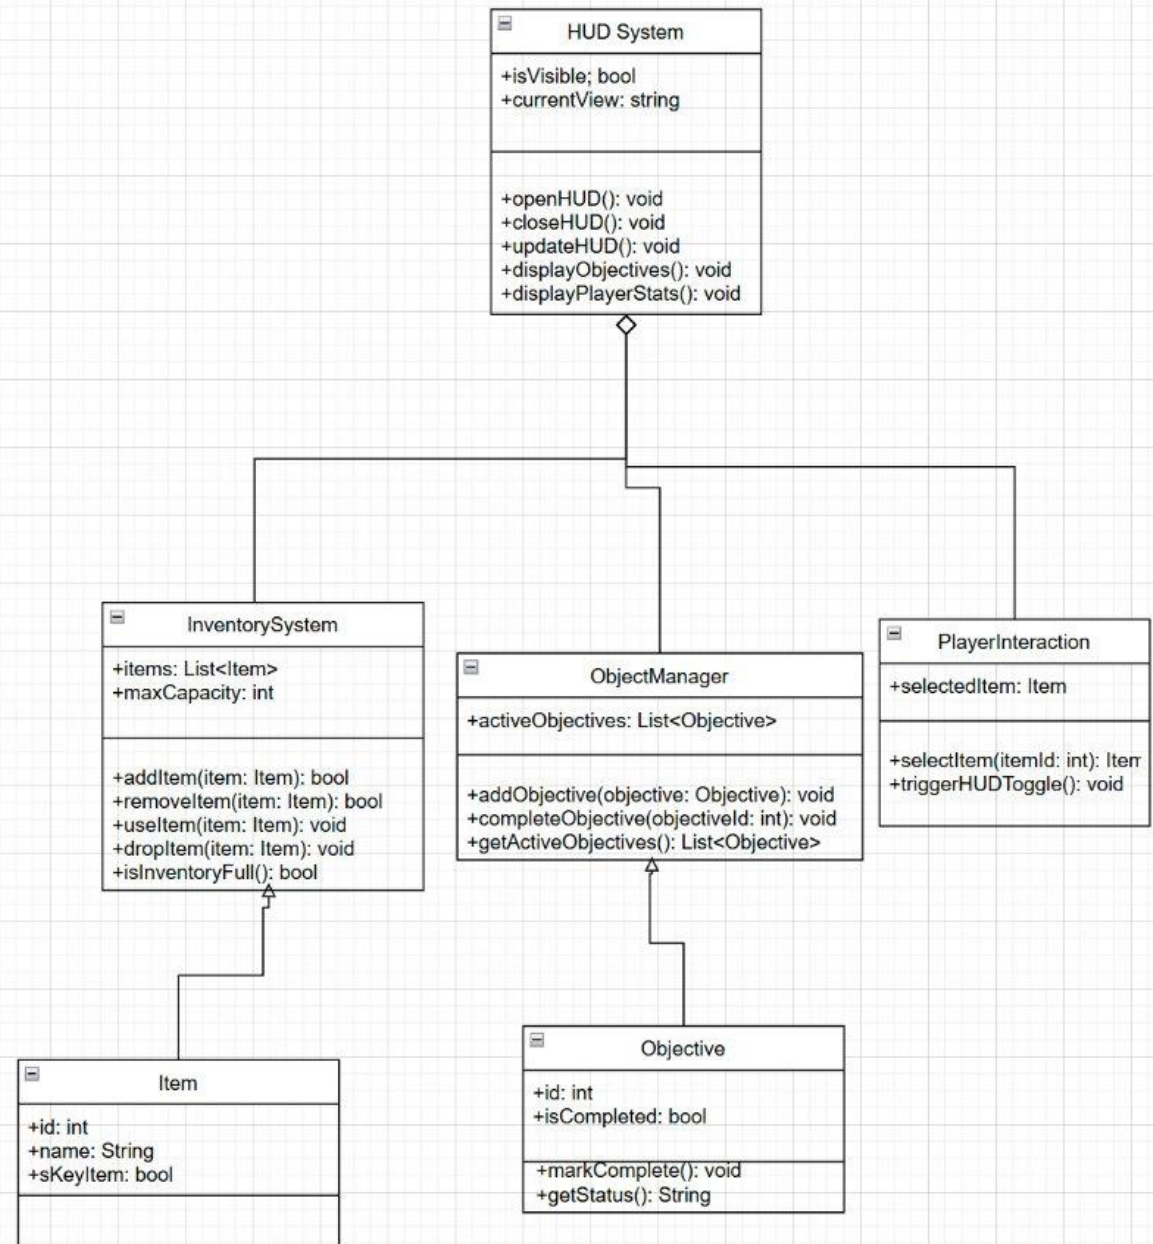 HUD System
+isVisible; bool
+currentView: string
+openHUD(): void
+closeHUD(): void
+updateHUD(): void
+displayObjectives(): void
+displayPlayerStats(): void
InventorySystem
+items: List<Item>
+maxCapacity: int
+addItem(item: Item): bool
+removeItem(item: Item): bool
+useItem(item: Item): void
+dropItem(item: Item): void
+isInventoryFull(): bool
ObjectManager
+activeObjectives: List<Objective>
+addObjective(objective: Objective): void
+completeObjective(objectiveId: int): void
+getActiveObjectives(): List<Objective>
PlayerInteraction
+selectedItem: Item
+selectItem(itemId: int): Item
+triggerHUDToggle(): void
Item
+id: int
+name: String
+sKeyItem: bool
Objective
+id: int
+isCompleted: bool
+markComplete(): void
+getStatus(): String